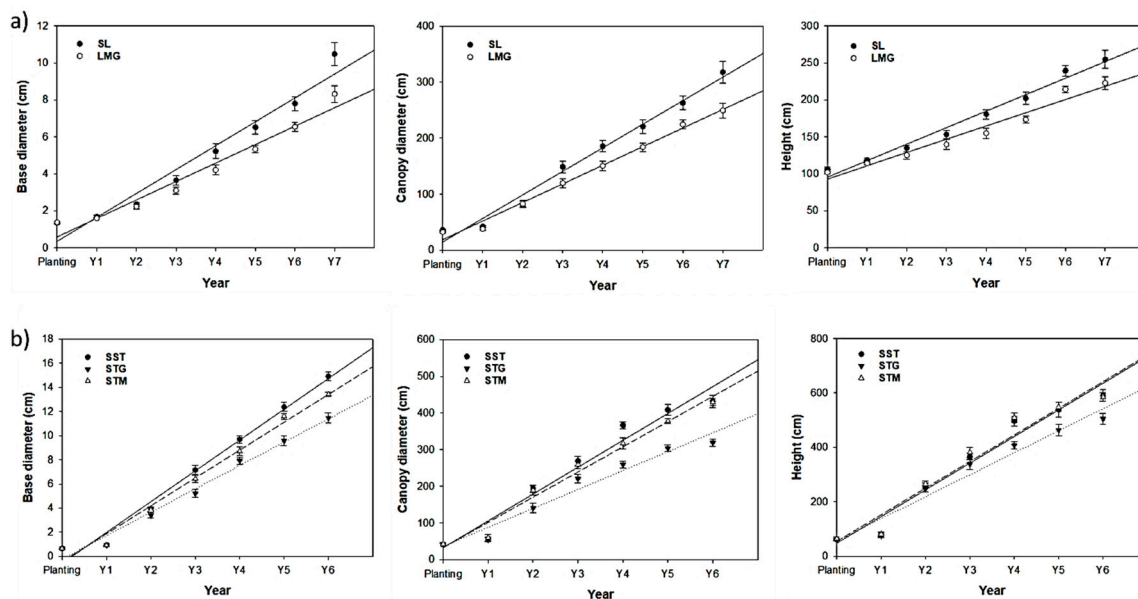 a)
Base diameter (cm)
12
10
8
6
4
2
0
SL
LMG
Planting Y1 Y2 Y3 Y4 Y5 Y6 Y7
Year
Canopy diameter (cm)
400
300
200
100
0
SL
LMG
Planting Y1 Y2 Y3 Y4 Y5 Y6 Y7
Year
Height (cm)
300
250
200
150
100
50
0
SL
LMG
Planting Y1 Y2 Y3 Y4 Y5 Y6 Y7
Year
b)
Base diameter (cm)
18
16
14
12
10
8
6
4
2
0
SST
STG
STM
Planting Y1 Y2 Y3 Y4 Y5 Y6
Year
Canopy diameter (cm)
600
500
400
300
200
100
0
SST
STG
STM
Planting Y1 Y2 Y3 Y4 Y5 Y6
Year
Height (cm)
800
600
400
200
0
SST
STG
STM
Planting Y1 Y2 Y3 Y4 Y5 Y6
Year